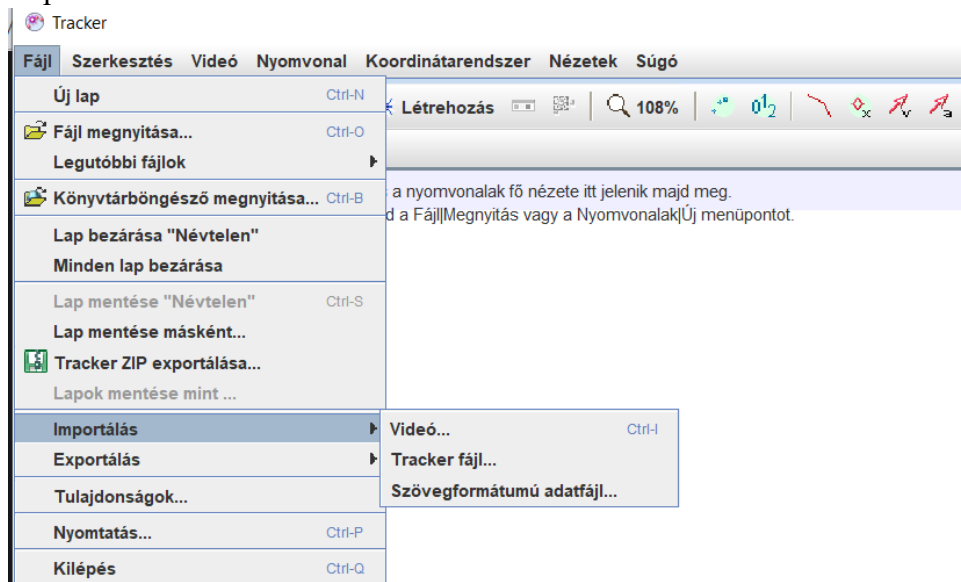 Tracker
Fájl Szerkesztés Videó Nyomvonal Koordinátarendszer Nézetek Súgó
Új lap Ctrl-N
Létrehozás 108%
Fájl megnyitása... Ctrl-O
Legutóbbi fájlok
a nyomvonalak fő nézete itt jelenik majd meg.
Könyvtárböngésző megnyitása... Ctrl-B
a Fájl|Megnyitás vagy a Nyomvonalak|Új menüpontot.
Lap bezárása "Névtelen"
Minden lap bezárása
Lap mentése "Névtelen" Ctrl-S
Lap mentése másként...
Tracker ZIP exportálása...
Lapok mentése mint ...
Importálás
Videó... Ctrl-I
Exportálás
Tracker fájl...
Tulajdonságok...
Szövegformátumú adatfájl...
Nyomtatás... Ctrl-P
Kilépés Ctrl-Q